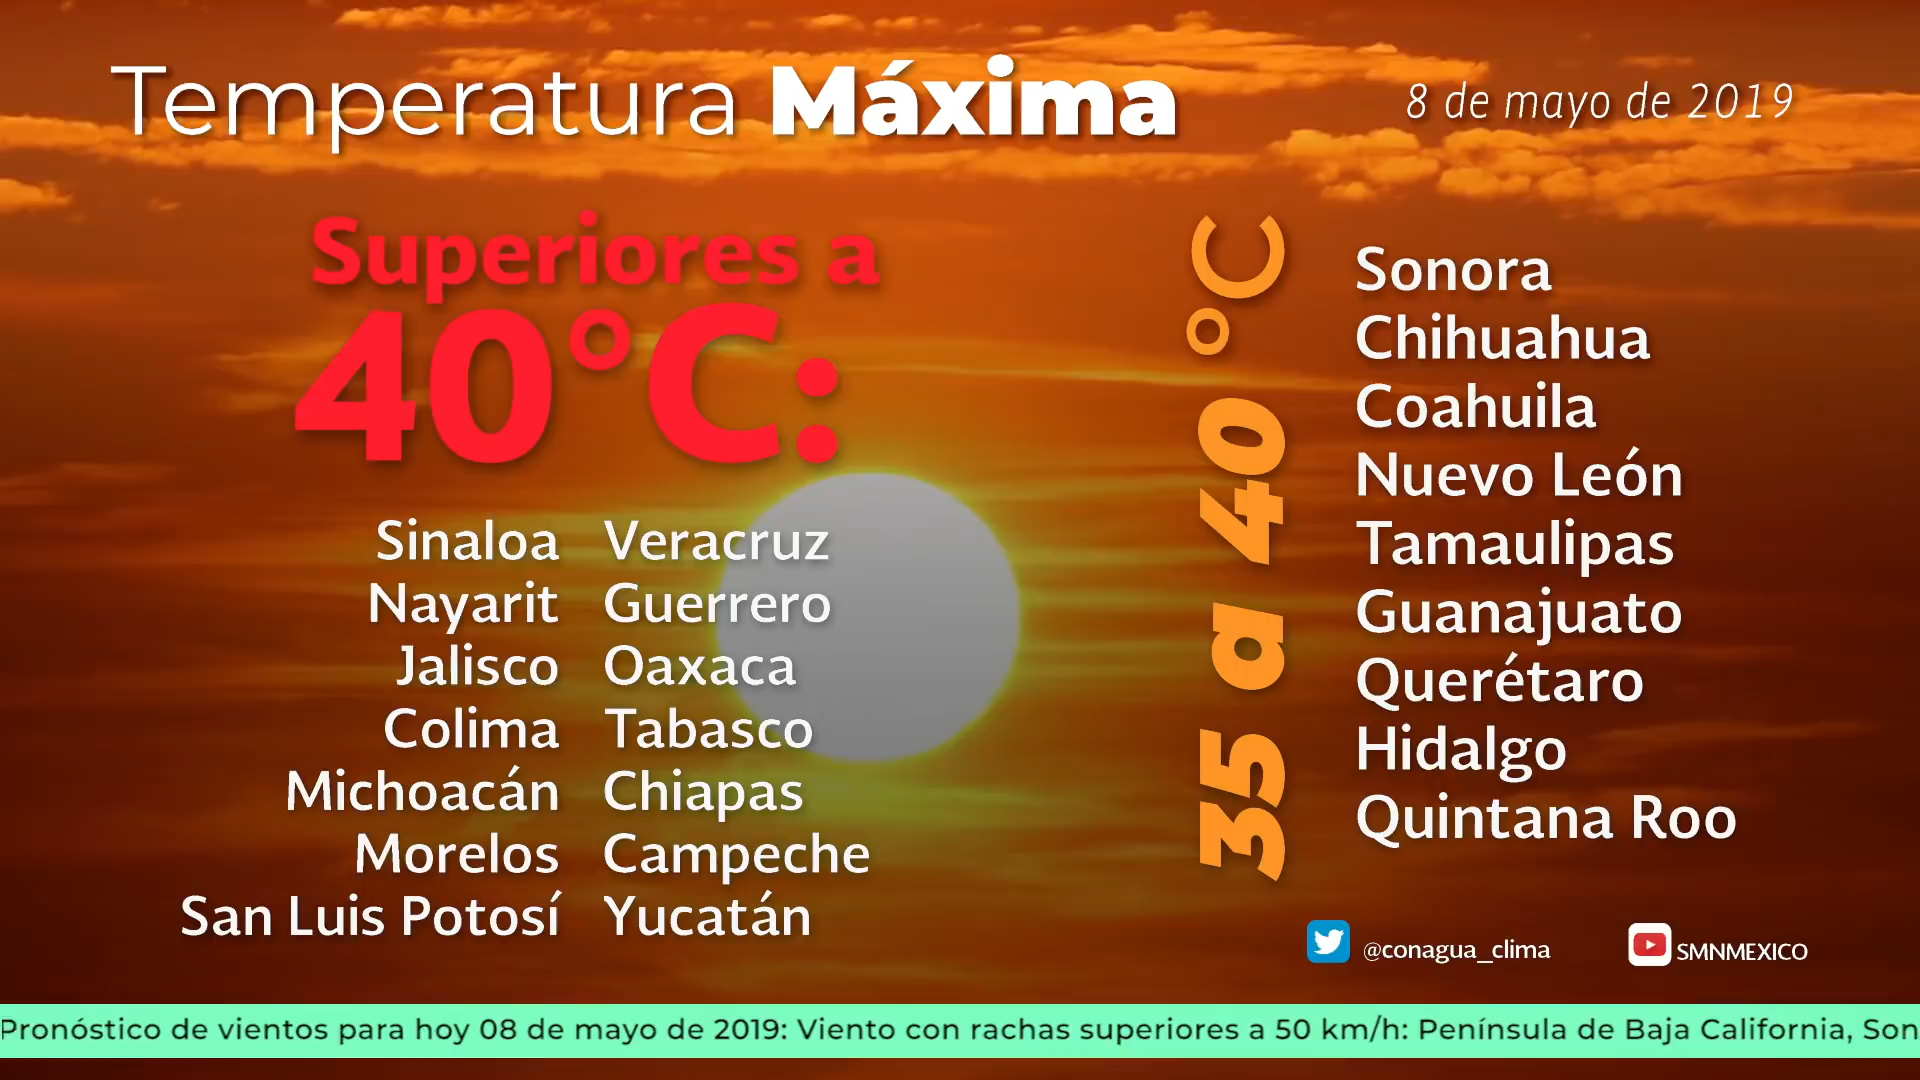 Temperatura Máxima
8 de mayo de 2019
Superiores a
40°C:
Sinaloa
Nayarit
Jalisco
Colima
Michoacán
Morelos
San Luis Potosí
Veracruz
Guerrero
Oaxaca
Tabasco
Chiapas
Campeche
Yucatán
35 a 40 °C
Sonora
Chihuahua
Coahuila
Nuevo León
Tamaulipas
Guanajuato
Querétaro
Hidalgo
Quintana Roo
@conagua_clima
SMNMEXICO
Pronóstico de vientos para hoy 08 de mayo de 2019: Viento con rachas superiores a 50 km/h: Península de Baja California, Son